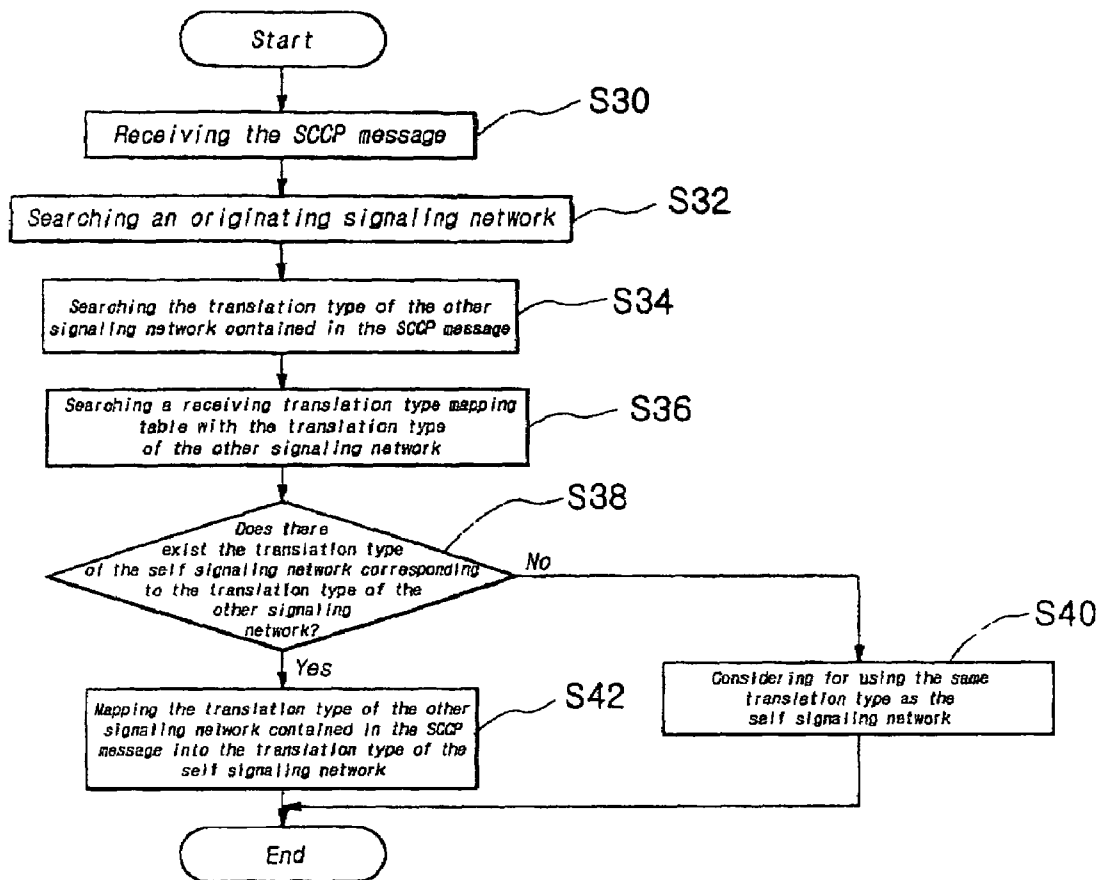 Start
S30
Receiving the SCCP message
S32
Searching an originating signaling network
S34
Searching the translation type of the other
signaling network contained in the SCCP message
S36
Searching a receiving translation type mapping
table with the translation type
of the other signaling network
S38
Does there
exist the translation type
of the self signaling network corresponding
to the translation type of the
other signaling
network?
No
Yes
S40
Considering for using the same
translation type as the
self signaling network
S42
Mapping the translation type of the other
signaling network contained in the SCCP
message into the translation type of the
self signaling network
End